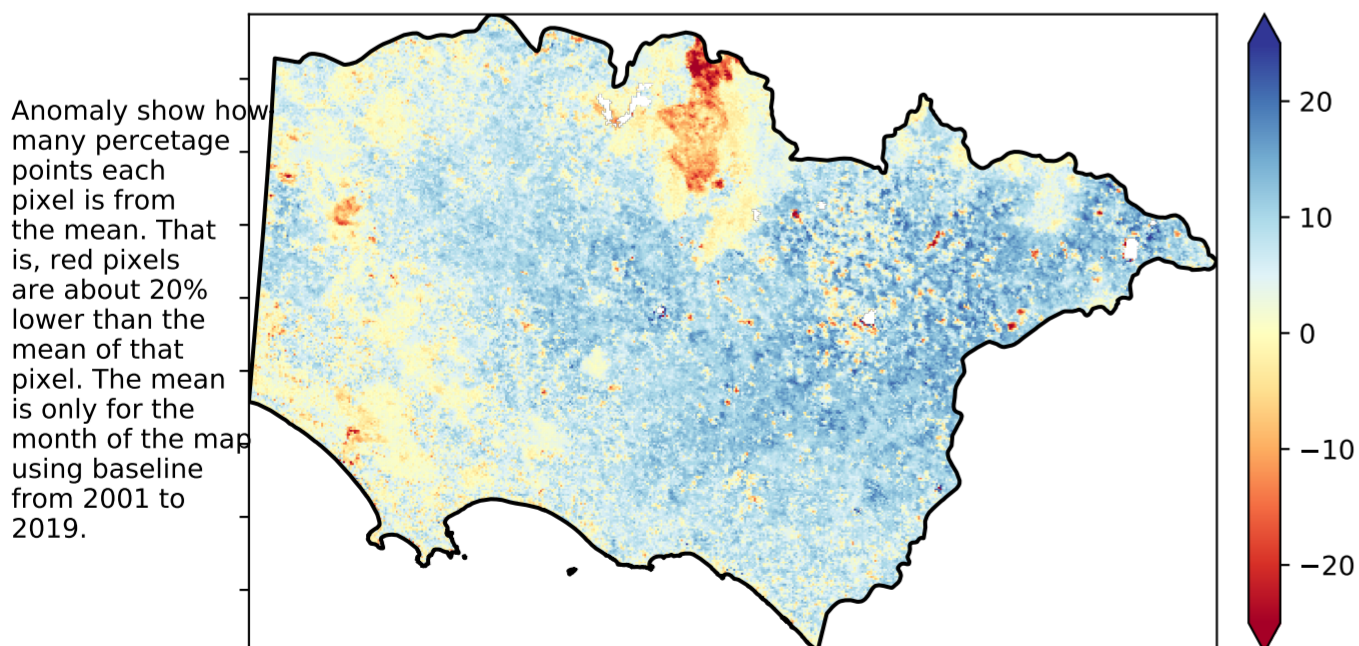 Anomaly show how
many percetage
points each
pixel is from
the mean. That
is, red pixels
are about 20%
lower than the
mean of that
pixel. The mean
is only for the
month of the map
using baseline
from 2001 to
2019.
20
10
0
−10
−20